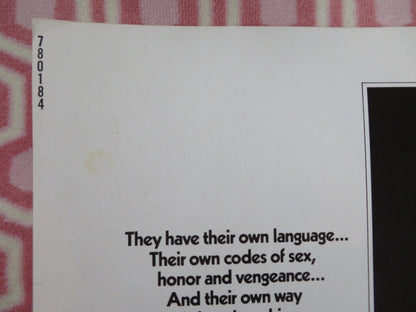 780184
They have their own language...
Their own codes of sex,
honor and vengeance...
And their own way